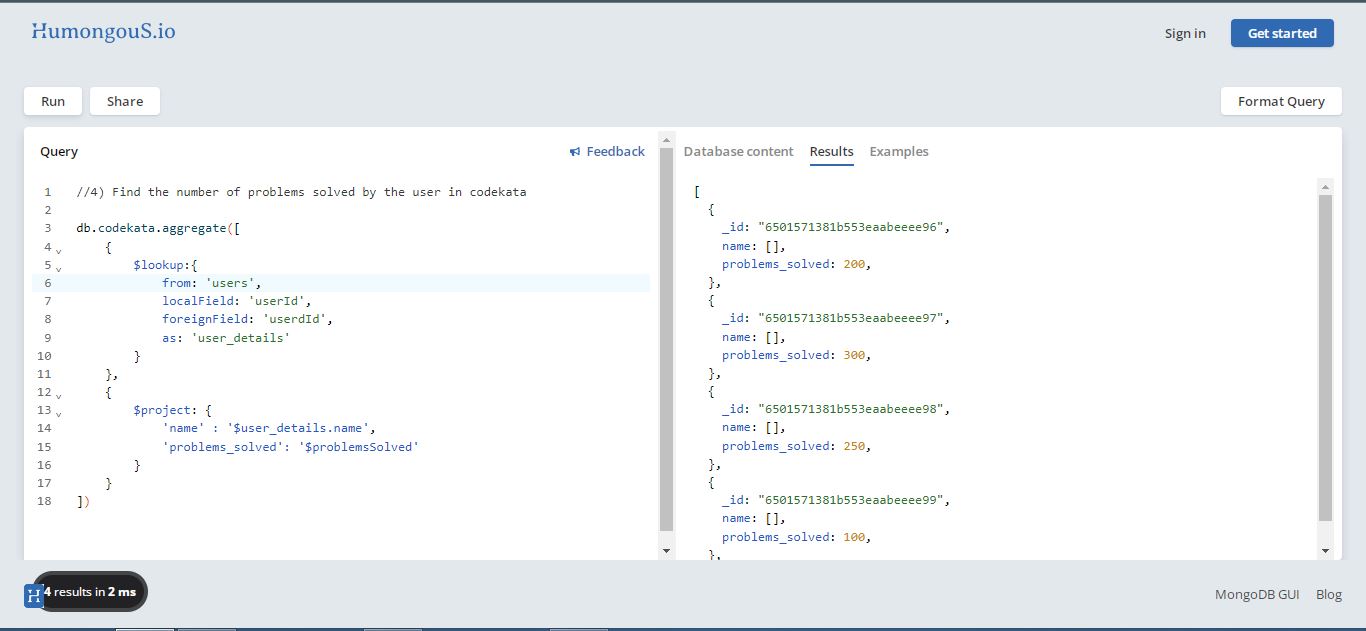 HumongouS.io
Sign in
Get started
Run
Share
Format Query
Query
Feedback
1 //4) Find the number of problems solved by the user in codekata
2
3 db.codekata.aggregate([
4     {
5         $lookup:{
6             from: 'users',
7             localField: 'userId',
8             foreignField: 'userdId',
9             as: 'user_details'
10         }
11     },
12     {
13         $project: {
14             'name' : '$user_details.name',
15             'problems_solved': '$problemsSolved'
16         }
17     }
18 ])
Database content
Results
Examples
[
  {
    _id: "6501571381b553eaabeeee96",
    name: [],
    problems_solved: 200,
  },
  {
    _id: "6501571381b553eaabeeee97",
    name: [],
    problems_solved: 300,
  },
  {
    _id: "6501571381b553eaabeeee98",
    name: [],
    problems_solved: 250,
  },
  {
    _id: "6501571381b553eaabeeee99",
    name: [],
    problems_solved: 100,
  },
H
4 results in 2 ms
MongoDB GUI
Blog